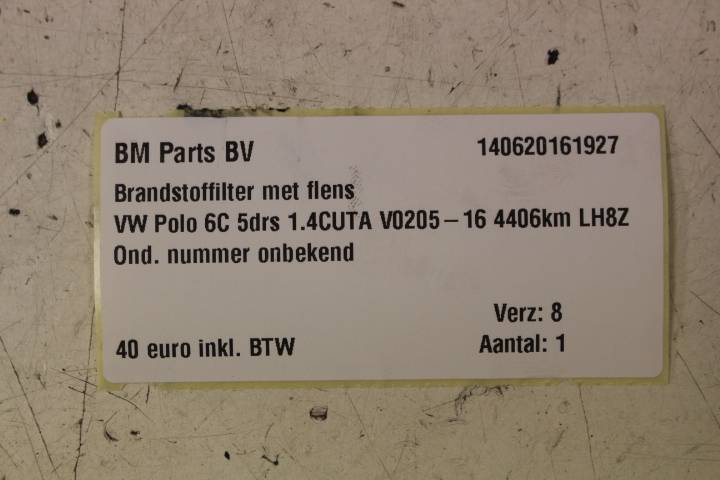 BM Parts BV 140620161927
Brandstoffilter met flens
VW Polo 6C 5drs 1.4CUTA V0205-16 4406km LH8Z
Ond. nummer onbekend
Verz: 8
40 euro inkl. BTW Aantal: 1